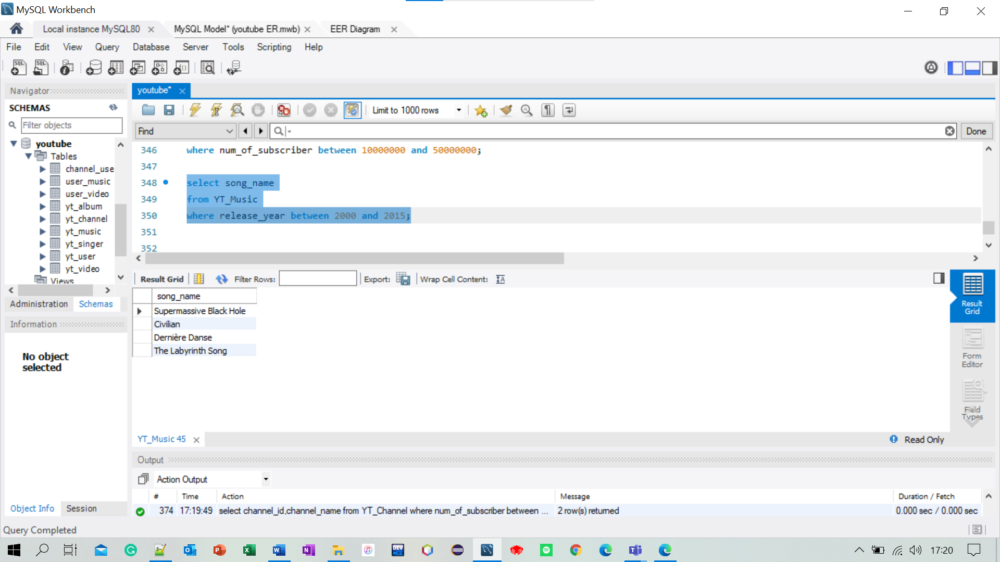 MySQL Workbench
Local instance MySQL80
MySQL Model* (youtube ER.mwb)
EER Diagram
File Edit View Query Database Server Tools Scripting Help
Navigator
SCHEMAS
Filter objects
youtube
Tables
channel_use
user_music
user_video
yt_album
yt_channel
yt_music
yt_singer
yt_user
yt_video
Views
Administration Schemas
Information
No object
selected
Object Info Session
youtube*
Limit to 1000 rows
Find
Done
346 where num_of_subscriber between 10000000 and 50000000;
347
348 select song_name
349 from YT_Music
350 where release_year between 2000 and 2015;
351
352
Result Grid Filter Rows: Export: Wrap Cell Content:
song_name
Supermassive Black Hole
Civilian
Dernière Danse
The Labyrinth Song
Result
Grid
Form
Editor
Field
Types
YT_Music 45
Read Only
Output
Action Output
# Time Action Message Duration / Fetch
374 17:19:49 select channel_id,channel_name from YT_Channel where num_of_subscriber between ... 2 row(s) returned 0.000 sec / 0.000 sec
Query Completed
17:20